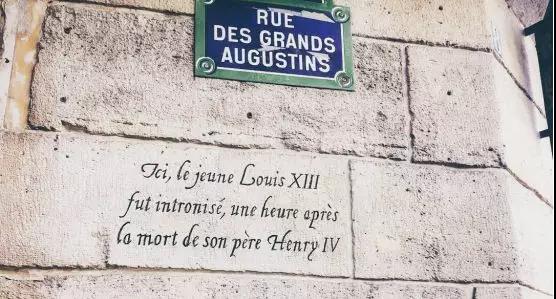 RUE
DES GRANDS
AUGUSTINS
Ici, le jeune Louis XIII
fut intronisé, une heure après
la mort de son père Henry IV